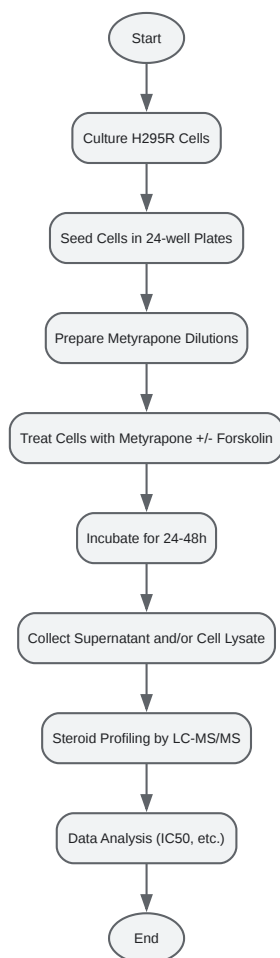 Start
Culture H295R Cells
Seed Cells in 24-well Plates
Prepare Metyrapone Dilutions
Treat Cells with Metyrapone +/- Forskolin
Incubate for 24-48h
Collect Supernatant and/or Cell Lysate
Steroid Profiling by LC-MS/MS
Data Analysis (IC50, etc.)
End